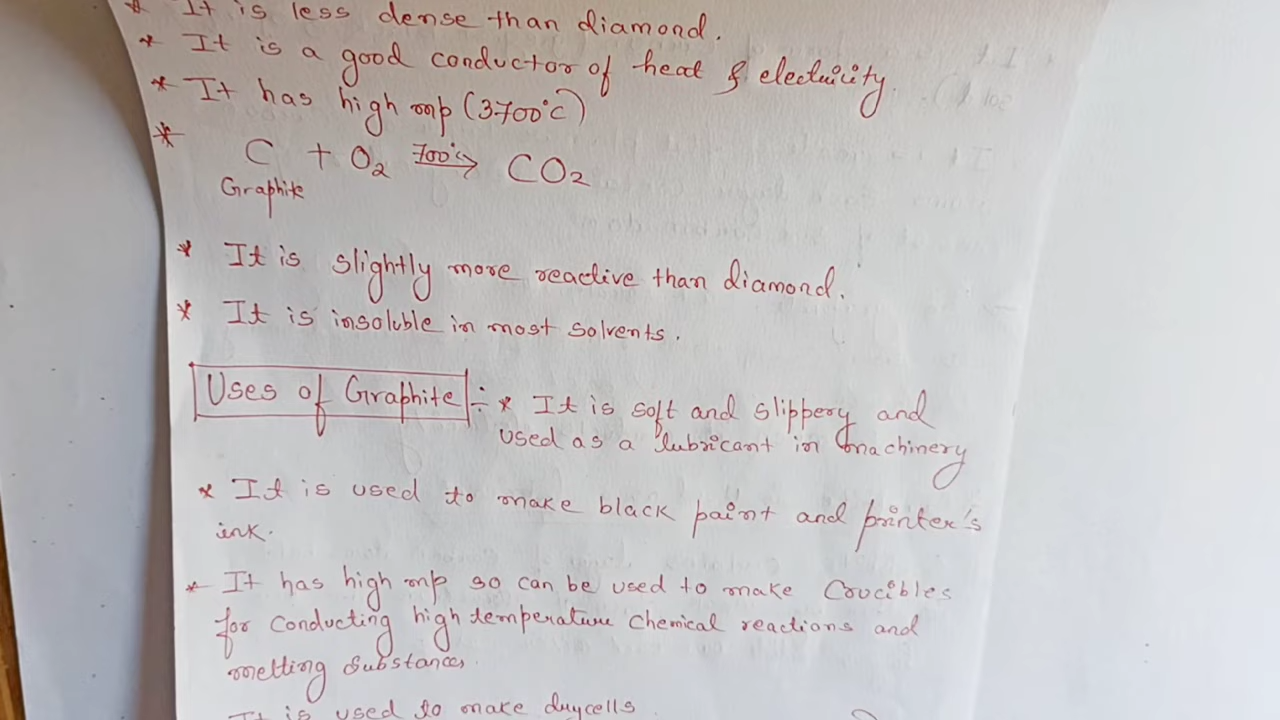 * It is less dense than diamond.
* It is a good conductor of heat & electricity.
* It has high mp (3700°C)
* C + O₂ 700°C→ CO₂
Graphite
* It is slightly more reactive than diamond.
* It is insoluble in most solvents.
Uses of Graphite ÷ * It is soft and slippery and
used as a lubricant in machinery
* It is used to make black paint and printer's
ink.
* It has high mp so can be used to make Crucibles
for conducting high temperature chemical reactions and
melting substances.
It is used to make drycells.